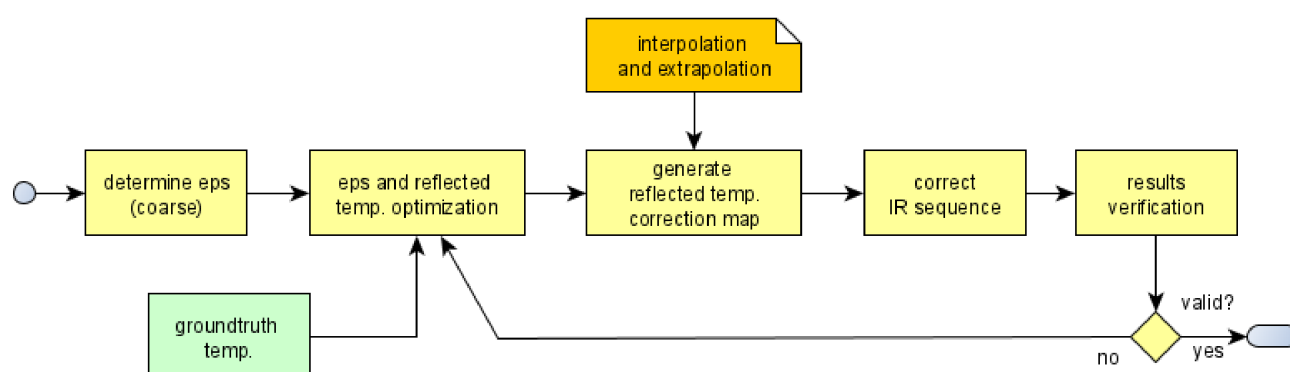 interpolation
and extrapolation
determine eps
(coarse)
eps and reflected
temp. optimization
generate
reflected temp.
correction map
correct
IR sequence
results
verification
groundtruth
temp.
valid?
no
yes